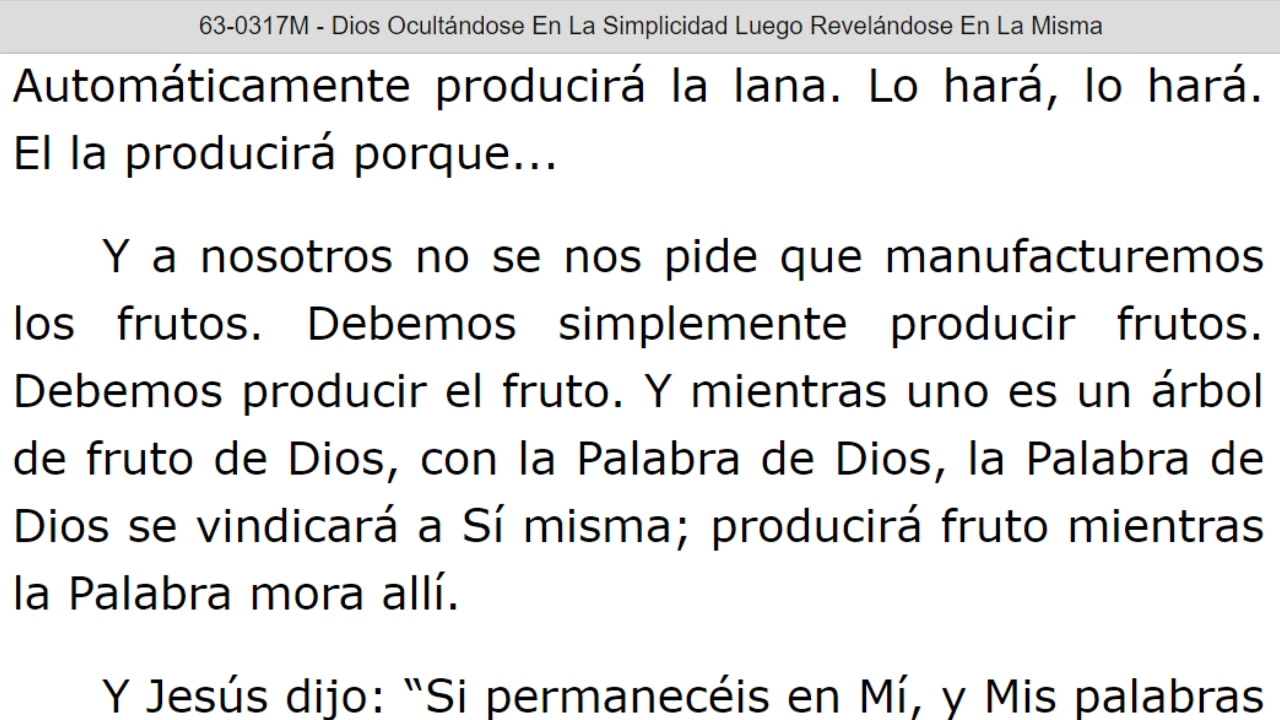 63-0317M - Dios Ocultándose En La Simplicidad Luego Revelándose En La Misma
Automáticamente producirá la lana. Lo hará, lo hará.
El la producirá porque...
Y a nosotros no se nos pide que manufacturemos
los frutos. Debemos simplemente producir frutos.
Debemos producir el fruto. Y mientras uno es un árbol
de fruto de Dios, con la Palabra de Dios, la Palabra de
Dios se vindicará a Sí misma; producirá fruto mientras
la Palabra mora allí.
Y Jesús dijo: “Si permanecéis en Mí, y Mis palabras